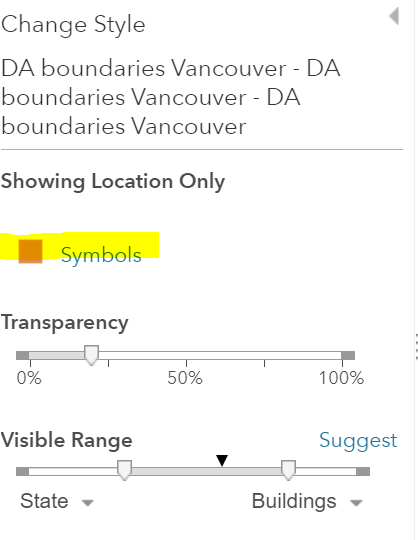 Change Style
DA boundaries Vancouver - DA
boundaries Vancouver - DA
boundaries Vancouver
Showing Location Only
Symbols
Transparency
0% 50% 100%
Visible Range Suggest
State Buildings